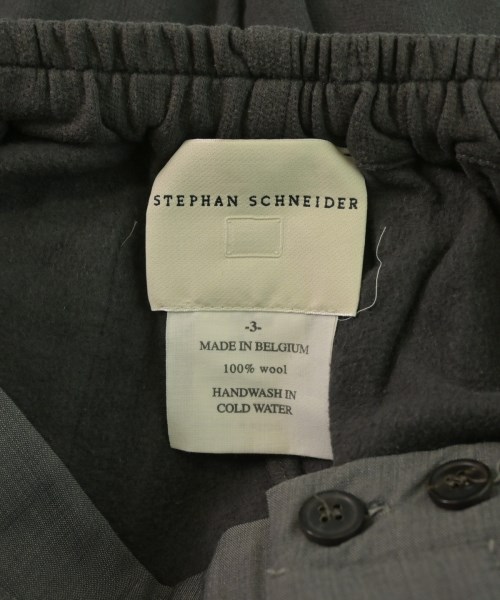 STEPHAN SCHNEIDER
-3-
MADE IN BELGIUM
100% wool
HANDWASH IN
COLD WATER